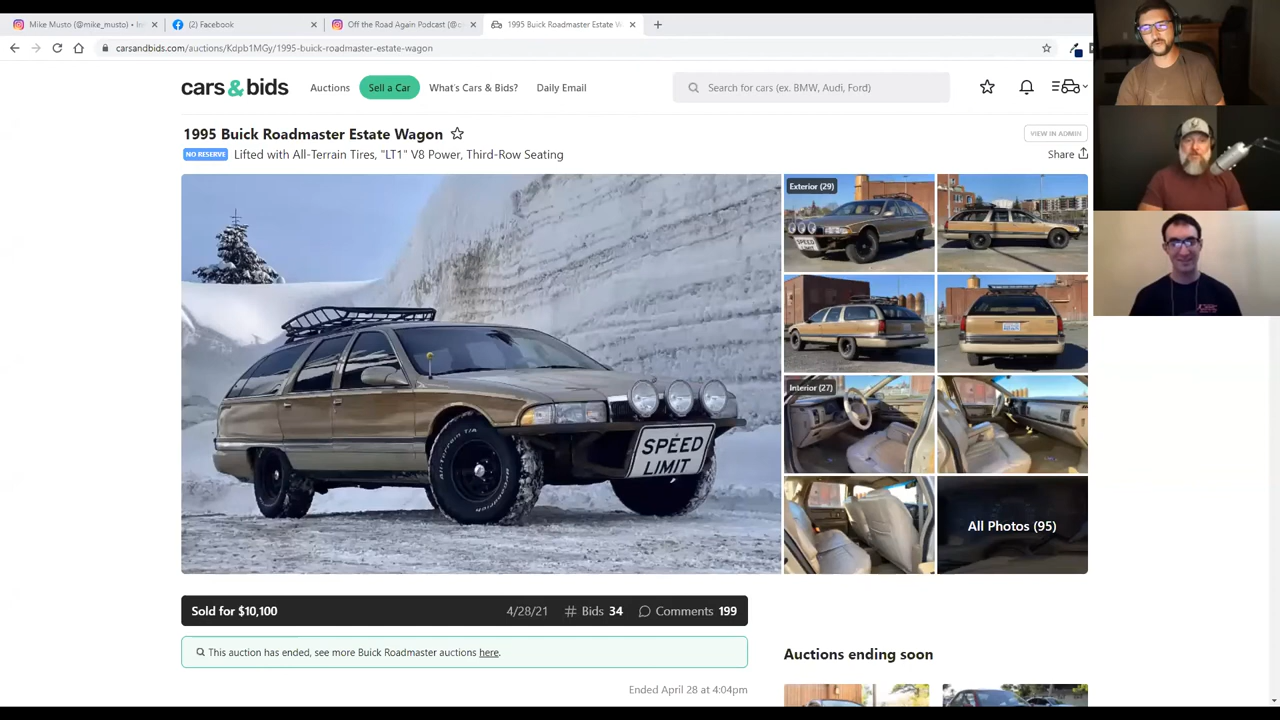 Mike Musto (@mike_musto) • In
(2) Facebook
Off the Road Again Podcast (@o
1995 Buick Roadmaster Estate W
carsandbids.com/auctions/Kdpb1MGy/1995-buick-roadmaster-estate-wagon
cars & bids
Auctions
Sell a Car
What's Cars & Bids?
Daily Email
Search for cars (ex. BMW, Audi, Ford)
1995 Buick Roadmaster Estate Wagon
VIEW IN ADMIN
NO RESERVE Lifted with All-Terrain Tires, "LT1" V8 Power, Third-Row Seating
Share
Exterior (29)
SPEED
LIMIT
All-Terrain T/A
SPEED
LIMIT
Interior (27)
All Photos (95)
Sold for $10,100
4/28/21 # Bids 34 Comments 199
This auction has ended, see more Buick Roadmaster auctions here.
Auctions ending soon
Ended April 28 at 4:04pm